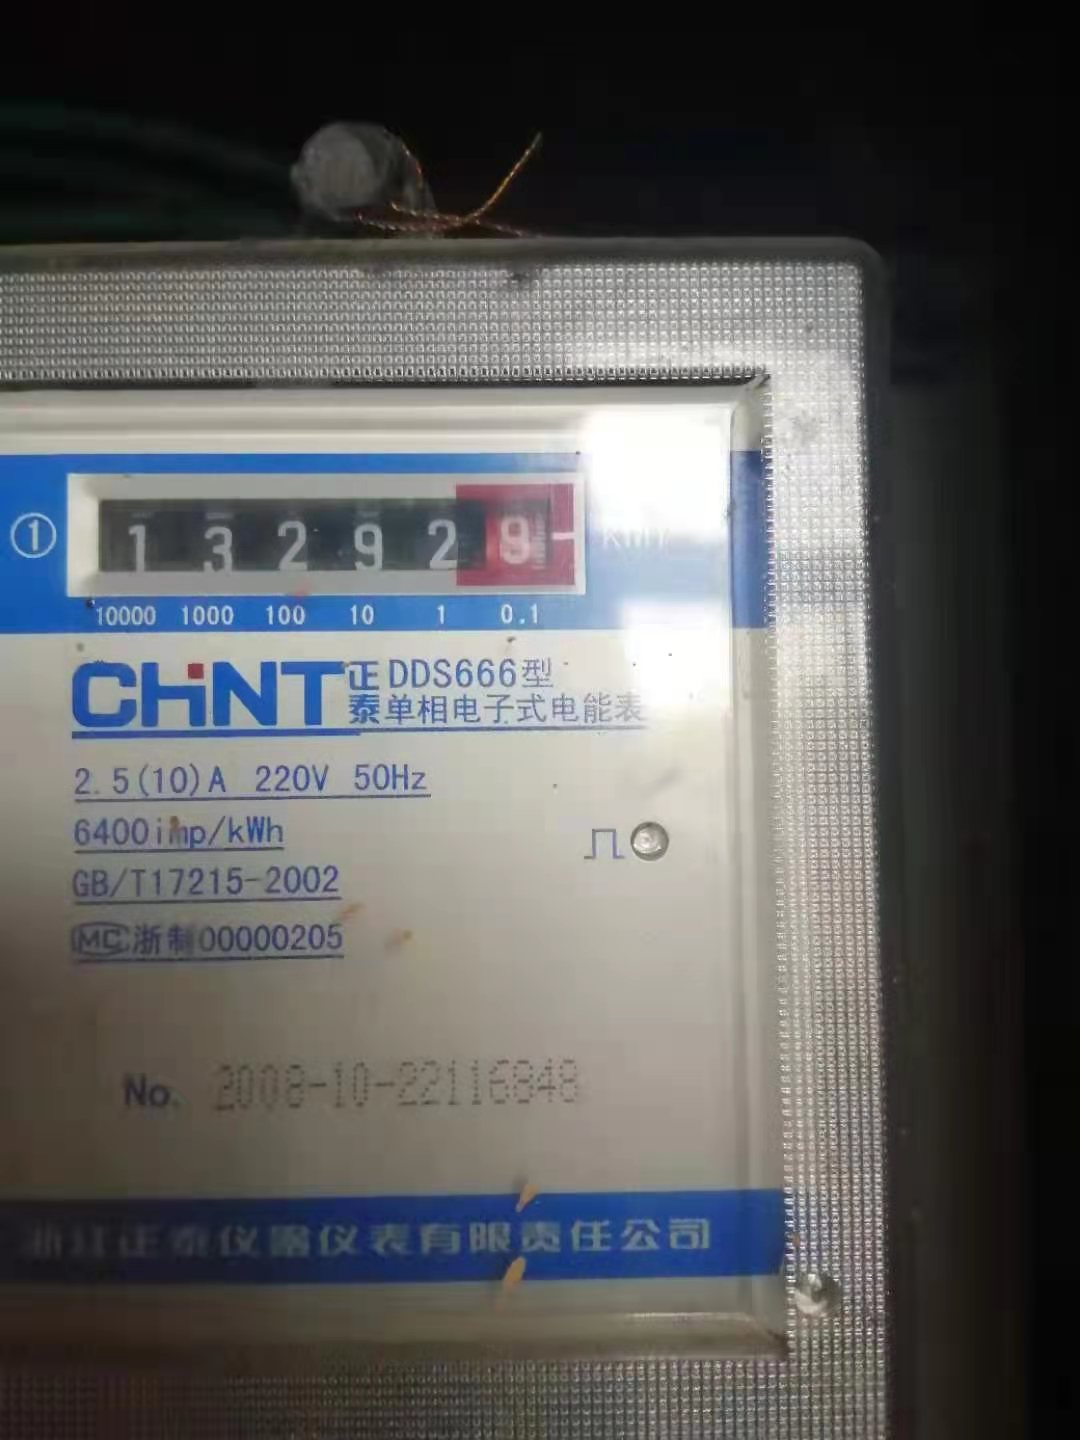 ① 1 3 2 9 2 9 kWh
10000 1000 100 10 1 0.1
CHNT 正泰 DDS666型
单相电子式电能表
2.5(10)A 220V 50Hz
6400imp/kWh
GB/T17215-2002
MC 浙制00000205
No. 2008-10-22116848
浙江正泰仪器仪表有限责任公司